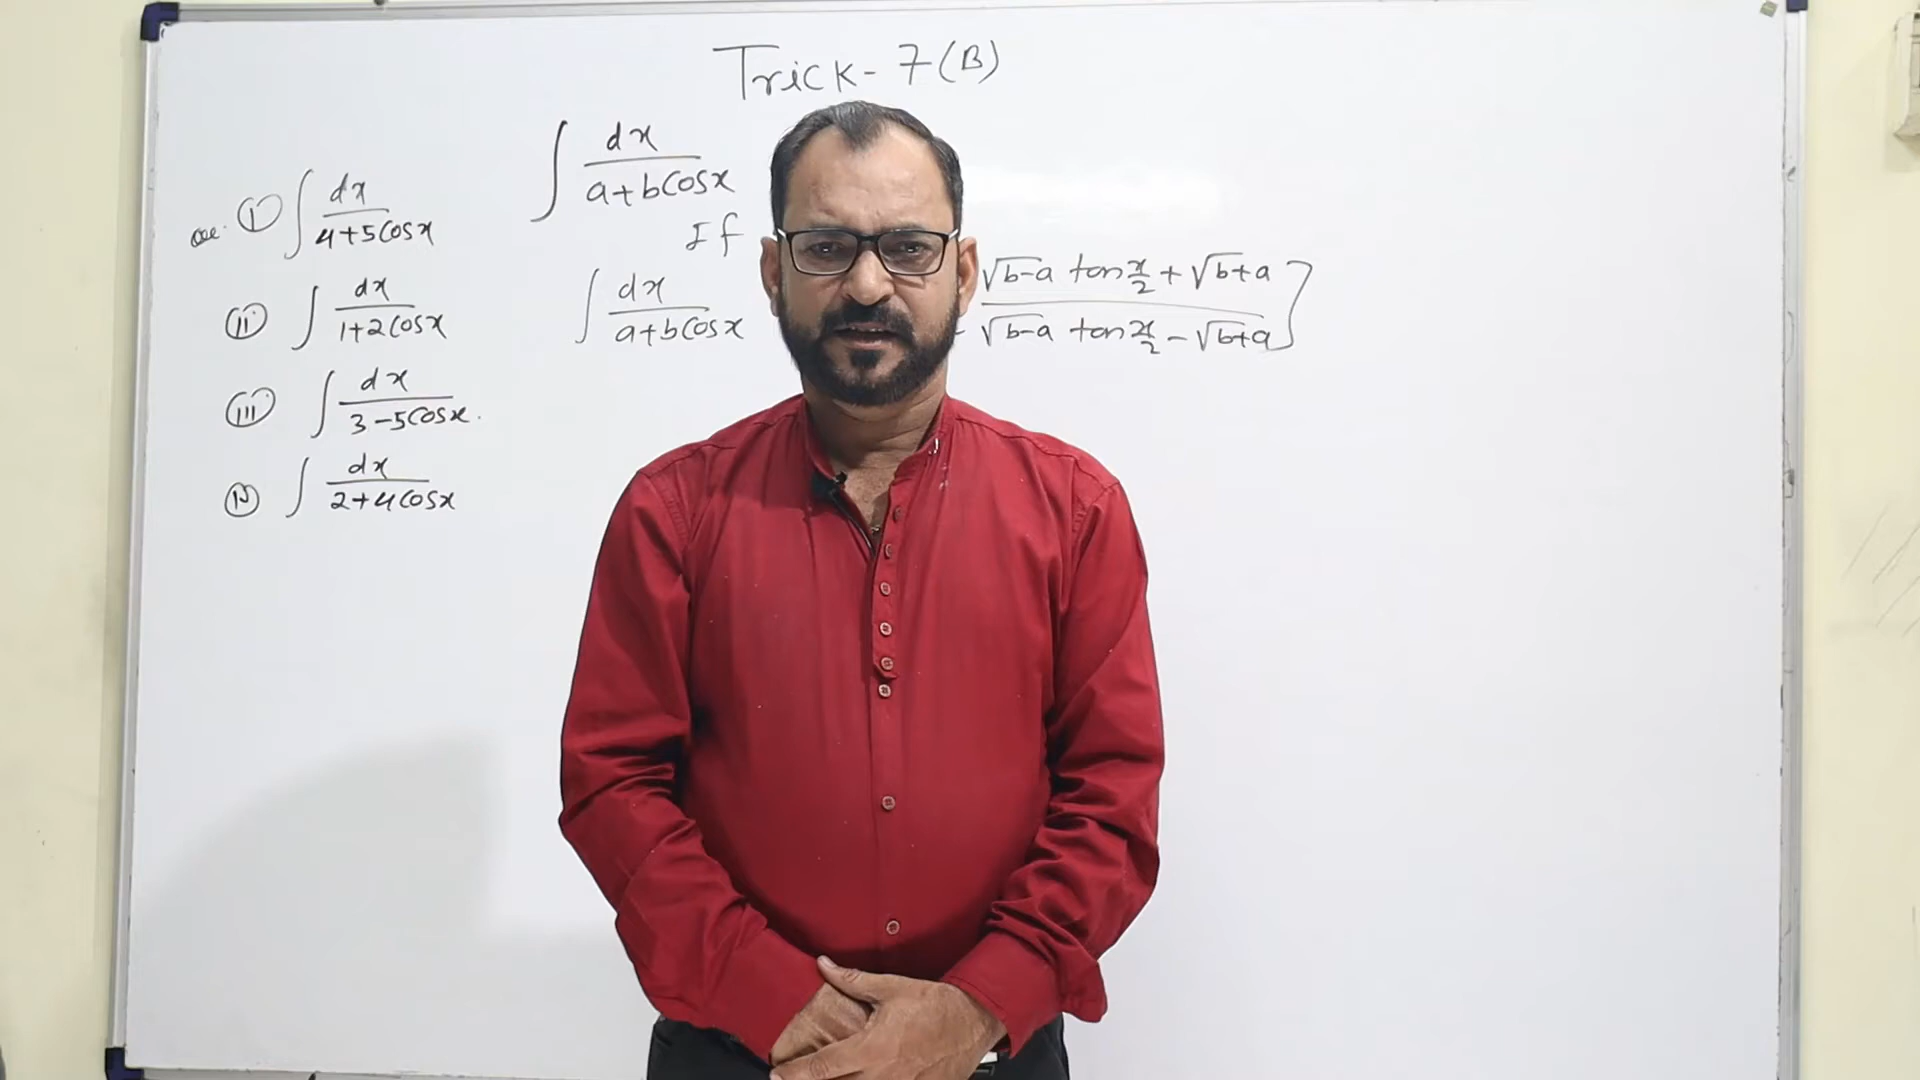 Trick-7(B)
∫ dx / a+bCosx
If
∫ dx / a+bCosx √b-a tan x/2 + √b+a / √b-a tan x/2 - √b+a ]
Que. (i) ∫ dx / 4+5Cosx
(ii) ∫ dx / 1+2Cosx
(iii) ∫ dx / 3-5Cosx.
(iv) ∫ dx / 2+4Cosx